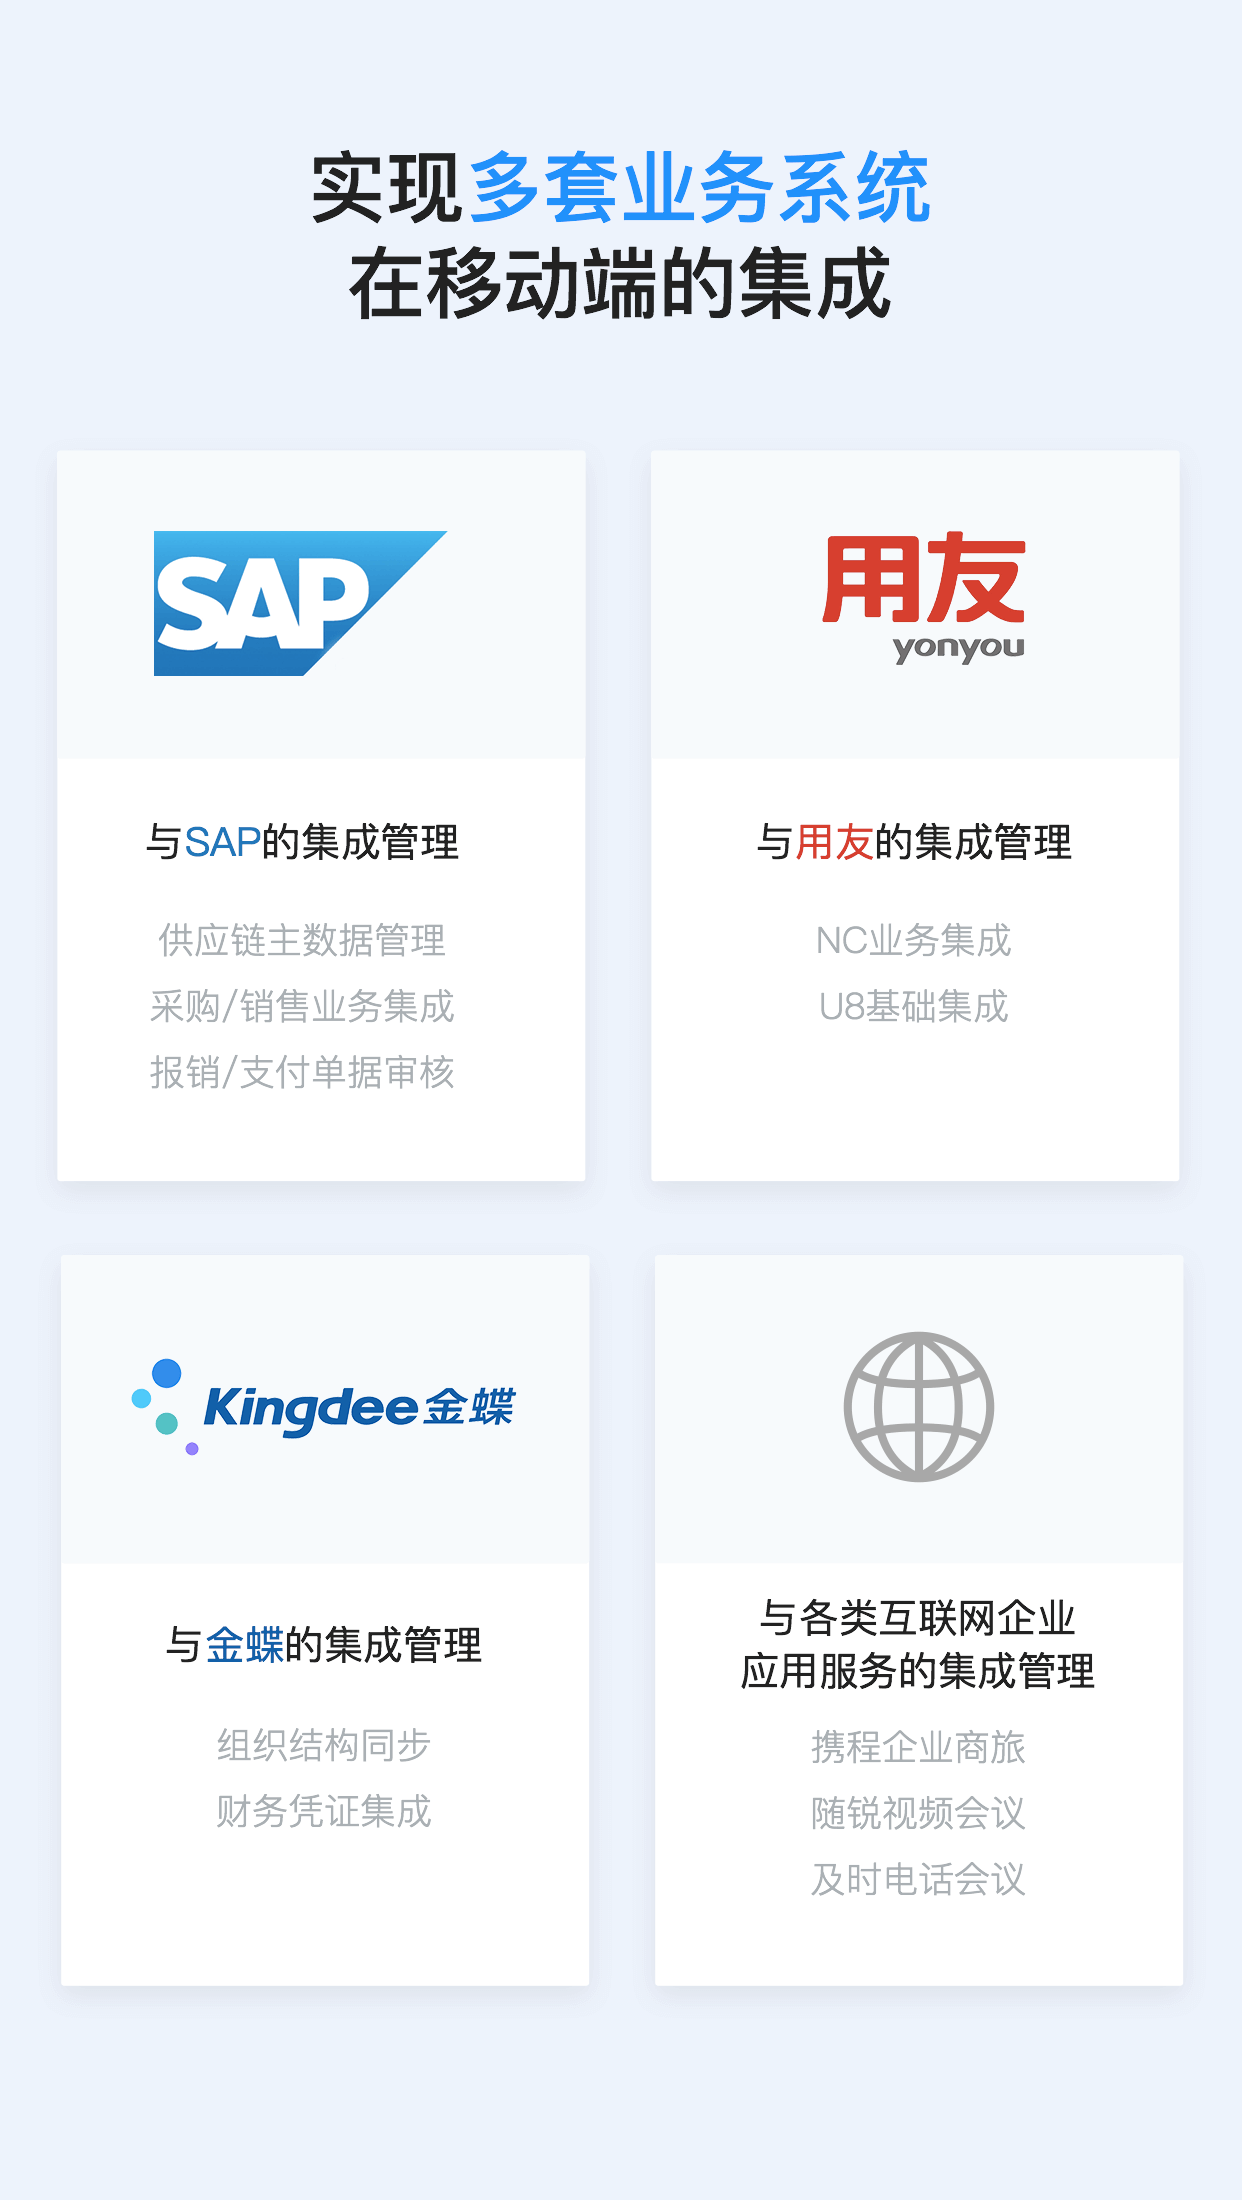 实现多套业务系统
在移动端的集成
SAP
用友
yonyou
与SAP的集成管理
供应链主数据管理
采购/销售业务集成
报销/支付单据审核
与用友的集成管理
NC业务集成
U8基础集成
Kingdee金蝶
与金蝶的集成管理
组织结构同步
财务凭证集成
与各类互联网企业
应用服务的集成管理
携程企业商旅
随锐视频会议
及时电话会议